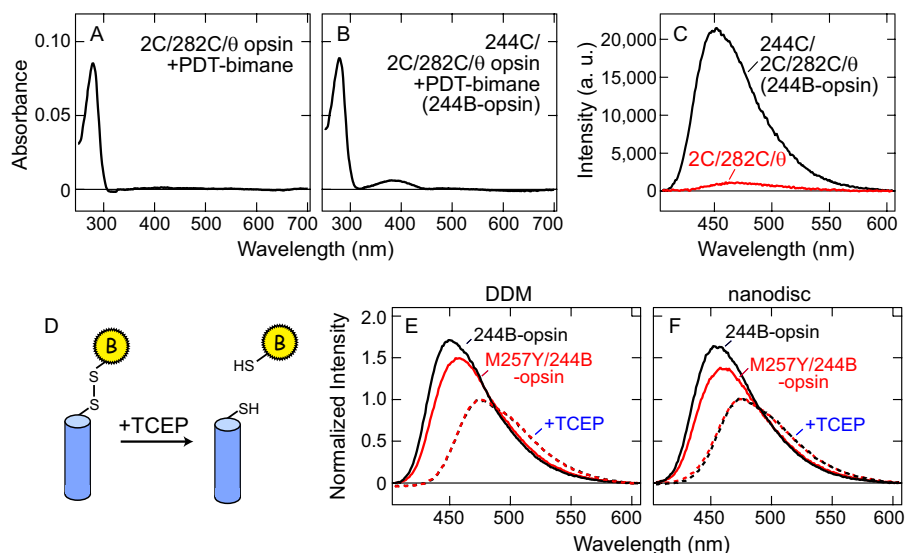 A
2C/282C/θ opsin
+PDT-bimane
B
244C/
2C/282C/θ opsin
+PDT-bimane
(244B-opsin)
C
244C/
2C/282C/θ
(244B-opsin)
2C/282C/θ
Absorbance
0.10
0.05
0
300 400 500 600 700
300 400 500 600 700
Wavelength (nm)
Intensity (a. u.)
20,000
15,000
10,000
5,000
0
450 500 550 600
Wavelength (nm)
D
B
S
S
+TCEP
B
HS
SH
DDM
nanodisc
E
244B-opsin
M257Y/244B
-opsin
+TCEP
F
244B-opsin
M257Y/244B
-opsin
+TCEP
Normalized Intensity
2.0
1.5
1.0
0.5
0
450 500 550 600
450 500 550 600
Wavelength (nm)